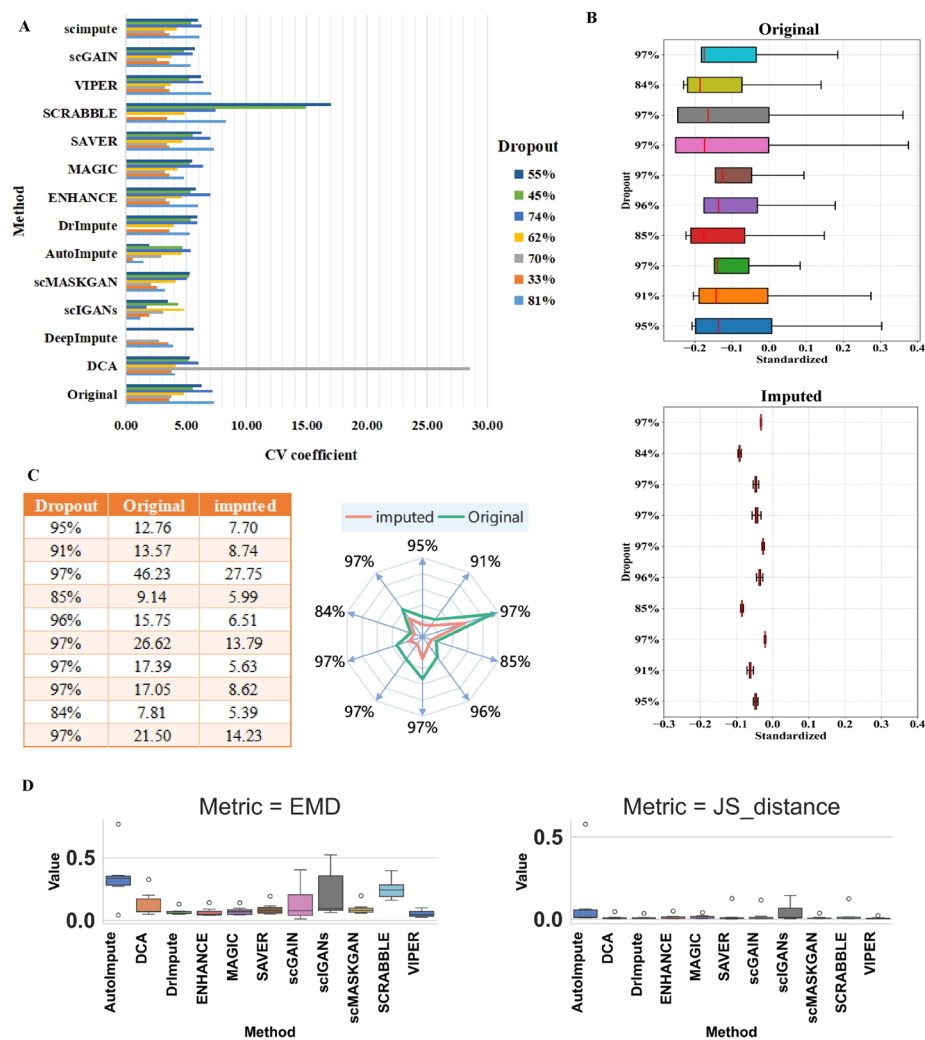 A
scimpute
scGAIN
VIPER
SCRABBLE
SAVER
MAGIC
ENHANCE
DrImpute
AutoImpute
scMASKGAN
scIGANs
DeepImpute
DCA
Original
Method
0.00 5.00 10.00 15.00 20.00 25.00 30.00
CV coefficient
Dropout
55%
45%
74%
62%
70%
33%
81%
B
Original
97%
84%
97%
97%
97%
96%
85%
97%
91%
95%
Dropout
−0.2 −0.1 0.0 0.1 0.2 0.3 0.4
Standardized
Imputed
97%
84%
97%
97%
97%
96%
85%
97%
91%
95%
Dropout
−0.3 −0.2 −0.1 0.0 0.1 0.2 0.3 0.4
Standardized
C
Dropout Original imputed
95% 12.76 7.70
91% 13.57 8.74
97% 46.23 27.75
85% 9.14 5.99
96% 15.75 6.51
97% 26.62 13.79
97% 17.39 5.63
97% 17.05 8.62
84% 7.81 5.39
97% 21.50 14.23
imputed Original
95%
91%
97%
85%
96%
97%
97%
97%
84%
97%
D
Metric = EMD
Value
0.5
0.0
AutoImpute
DCA
DrImpute
ENHANCE
MAGIC
SAVER
scGAIN
scIGANs
scMASKGAN
SCRABBLE
VIPER
Method
Metric = JS_distance
Value
0.5
0.0
AutoImpute
DCA
DrImpute
ENHANCE
MAGIC
SAVER
scGAIN
scIGANs
scMASKGAN
SCRABBLE
VIPER
Method